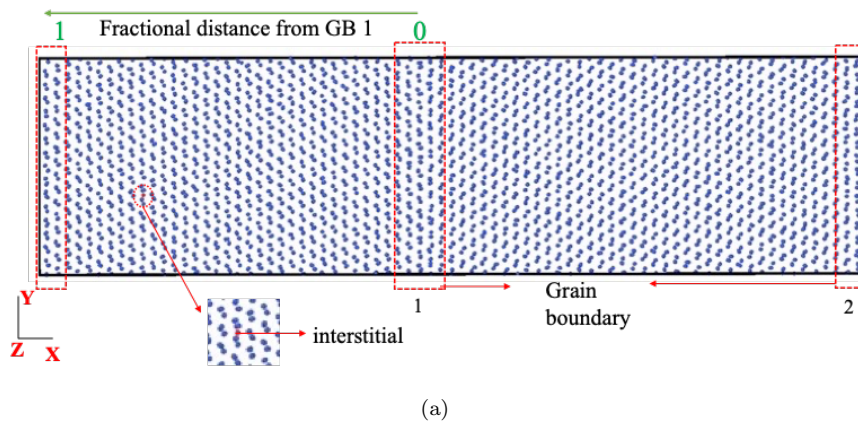 Fractional distance from GB 1
1
0
Y
Z
X
interstitial
1
Grain
boundary
2
(a)